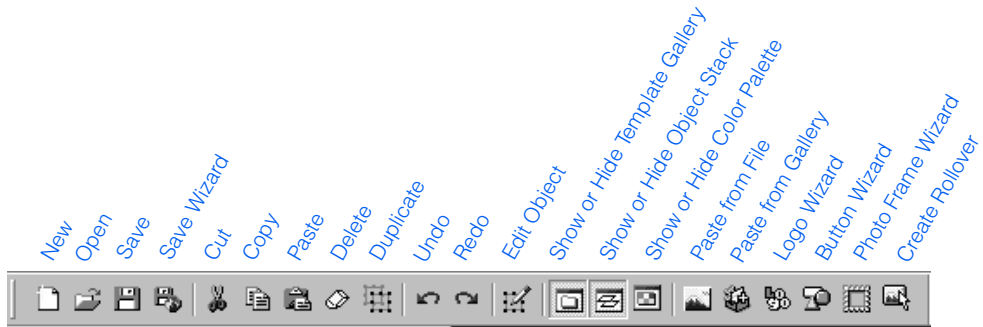 New
Open
Save
Save Wizard
Cut
Copy
Paste
Delete
Duplicate
Undo
Redo
Edit Object
Show or Hide Template Gallery
Show or Hide Object Stack
Show or Hide Color Palette
Paste from File
Paste from Gallery
Logo Wizard
Button Wizard
Photo Frame Wizard
Create Rollover